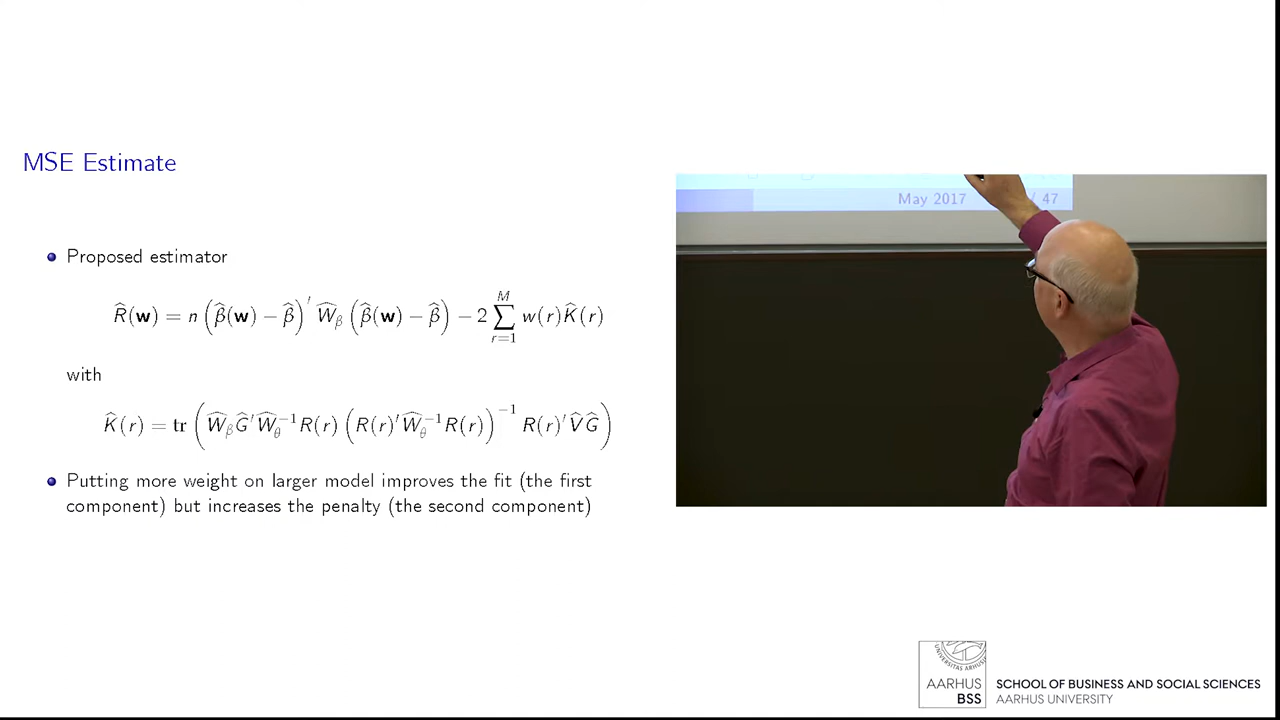 MSE Estimate
Proposed estimator
R̂(w) = n (β̂(w) − β̂)′ Ŵ_β (β̂(w) − β̂) − 2 ∑_{r=1}^{M} w(r)K̂(r)
with
K̂(r) = tr (Ŵ_β Ĝ′ Ŵ_θ^{−1} R(r) (R(r)′ Ŵ_θ^{−1} R(r))^{−1} R(r)′ V̂ Ĝ)
Putting more weight on larger model improves the fit (the first
component) but increases the penalty (the second component)
May 2017 / 47
AARHUS
BSS
SCHOOL OF BUSINESS AND SOCIAL SCIENCES
AARHUS UNIVERSITY